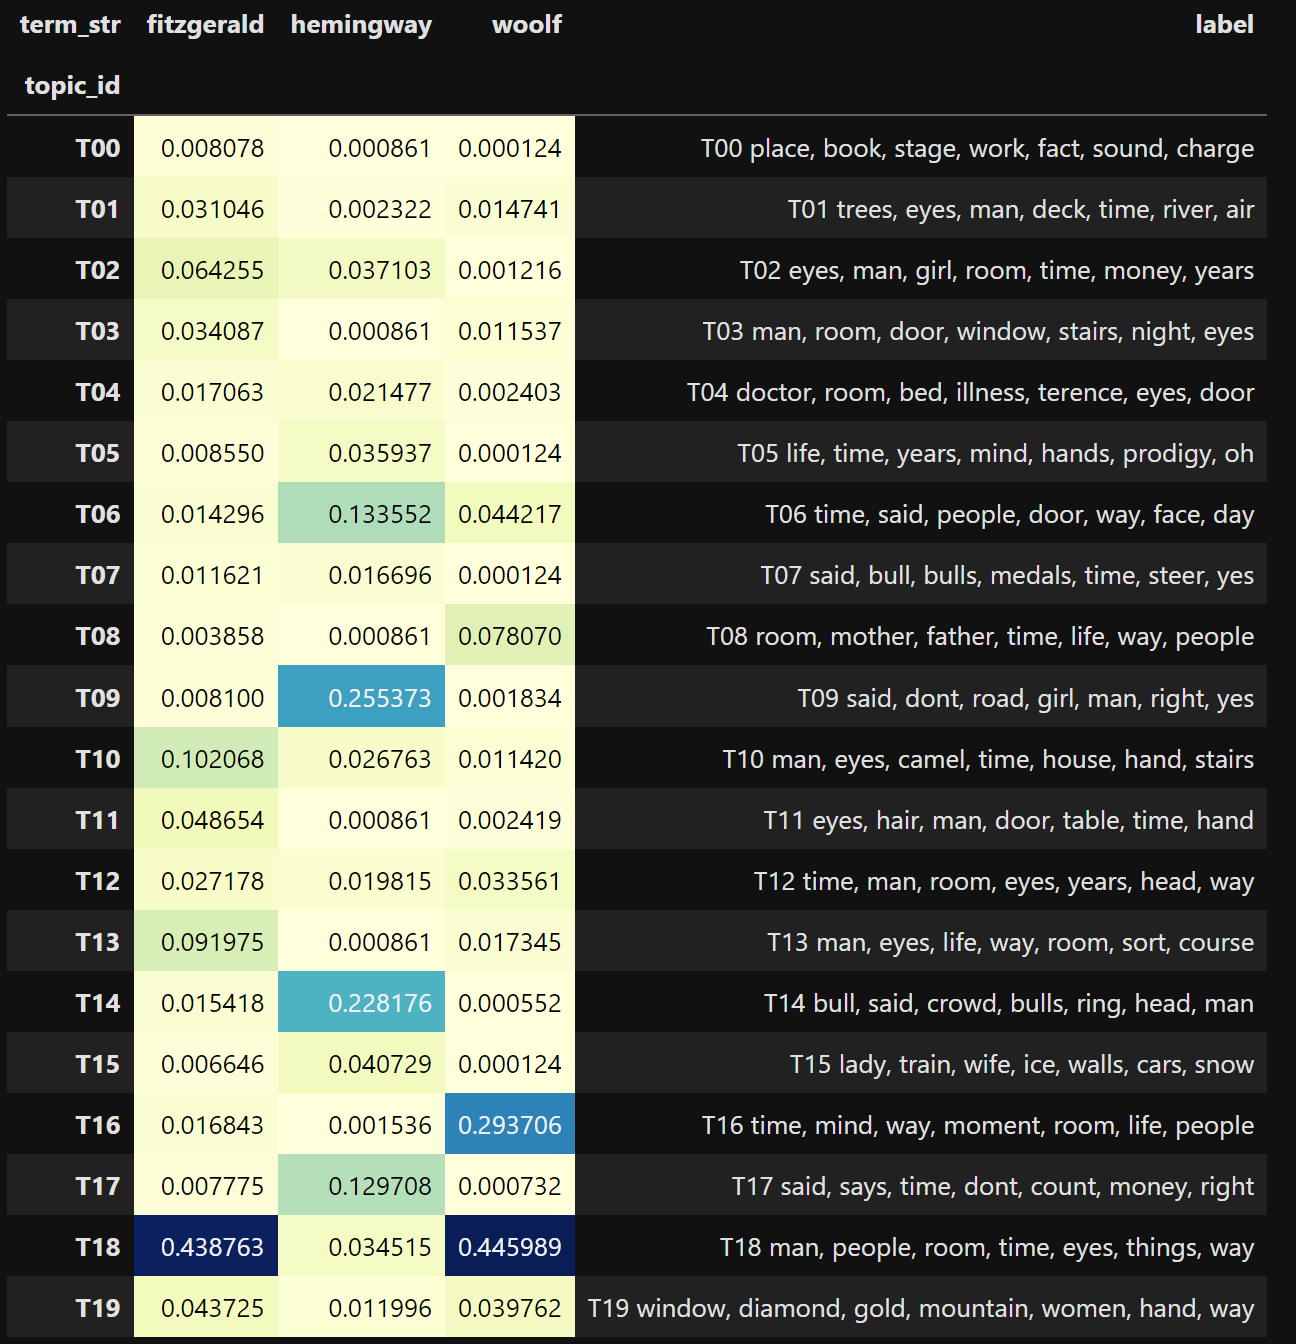 term_str fitzgerald hemingway woolf label
topic_id
T00 0.008078 0.000861 0.000124 T00 place, book, stage, work, fact, sound, charge
T01 0.031046 0.002322 0.014741 T01 trees, eyes, man, deck, time, river, air
T02 0.064255 0.037103 0.001216 T02 eyes, man, girl, room, time, money, years
T03 0.034087 0.000861 0.011537 T03 man, room, door, window, stairs, night, eyes
T04 0.017063 0.021477 0.002403 T04 doctor, room, bed, illness, terence, eyes, door
T05 0.008550 0.035937 0.000124 T05 life, time, years, mind, hands, prodigy, oh
T06 0.014296 0.133552 0.044217 T06 time, said, people, door, way, face, day
T07 0.011621 0.016696 0.000124 T07 said, bull, bulls, medals, time, steer, yes
T08 0.003858 0.000861 0.078070 T08 room, mother, father, time, life, way, people
T09 0.008100 0.255373 0.001834 T09 said, dont, road, girl, man, right, yes
T10 0.102068 0.026763 0.011420 T10 man, eyes, camel, time, house, hand, stairs
T11 0.048654 0.000861 0.002419 T11 eyes, hair, man, door, table, time, hand
T12 0.027178 0.019815 0.033561 T12 time, man, room, eyes, years, head, way
T13 0.091975 0.000861 0.017345 T13 man, eyes, life, way, room, sort, course
T14 0.015418 0.228176 0.000552 T14 bull, said, crowd, bulls, ring, head, man
T15 0.006646 0.040729 0.000124 T15 lady, train, wife, ice, walls, cars, snow
T16 0.016843 0.001536 0.293706 T16 time, mind, way, moment, room, life, people
T17 0.007775 0.129708 0.000732 T17 said, says, time, dont, count, money, right
T18 0.438763 0.034515 0.445989 T18 man, people, room, time, eyes, things, way
T19 0.043725 0.011996 0.039762 T19 window, diamond, gold, mountain, women, hand, way